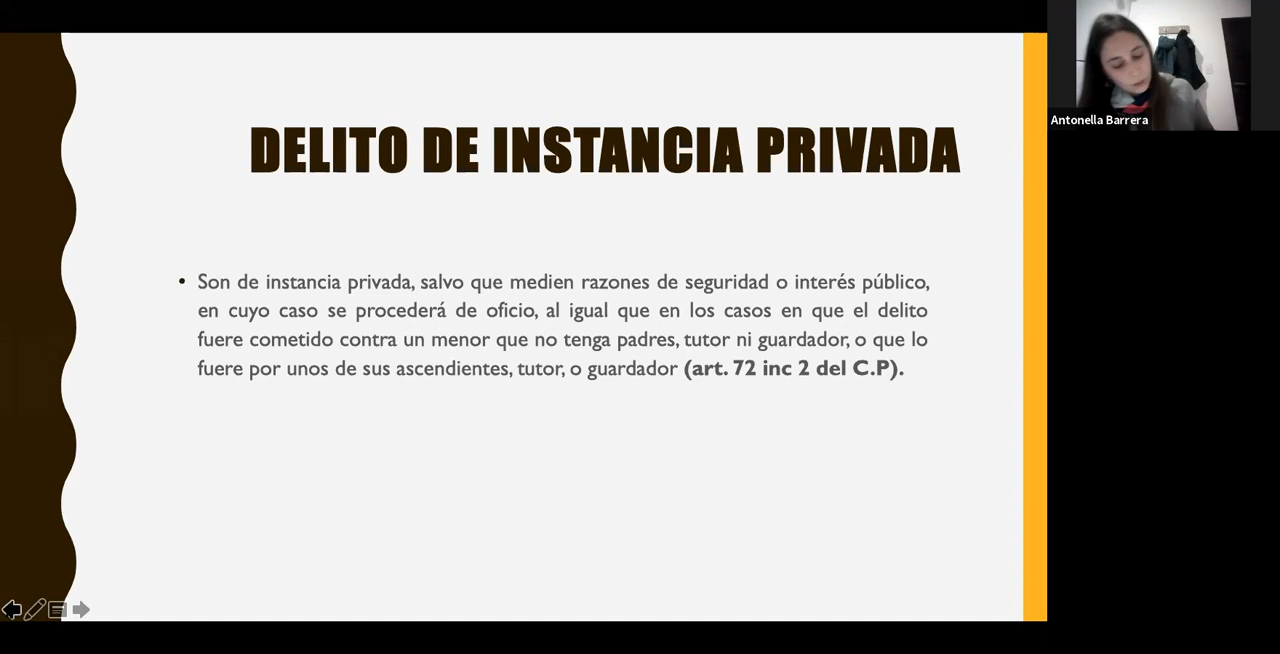 DELITO DE INSTANCIA PRIVADA
• Son de instancia privada, salvo que medien razones de seguridad o interés público,
en cuyo caso se procederá de oficio, al igual que en los casos en que el delito
fuere cometido contra un menor que no tenga padres, tutor ni guardador, o que lo
fuere por unos de sus ascendientes, tutor, o guardador (art. 72 inc 2 del C.P).
Antonella Barrera